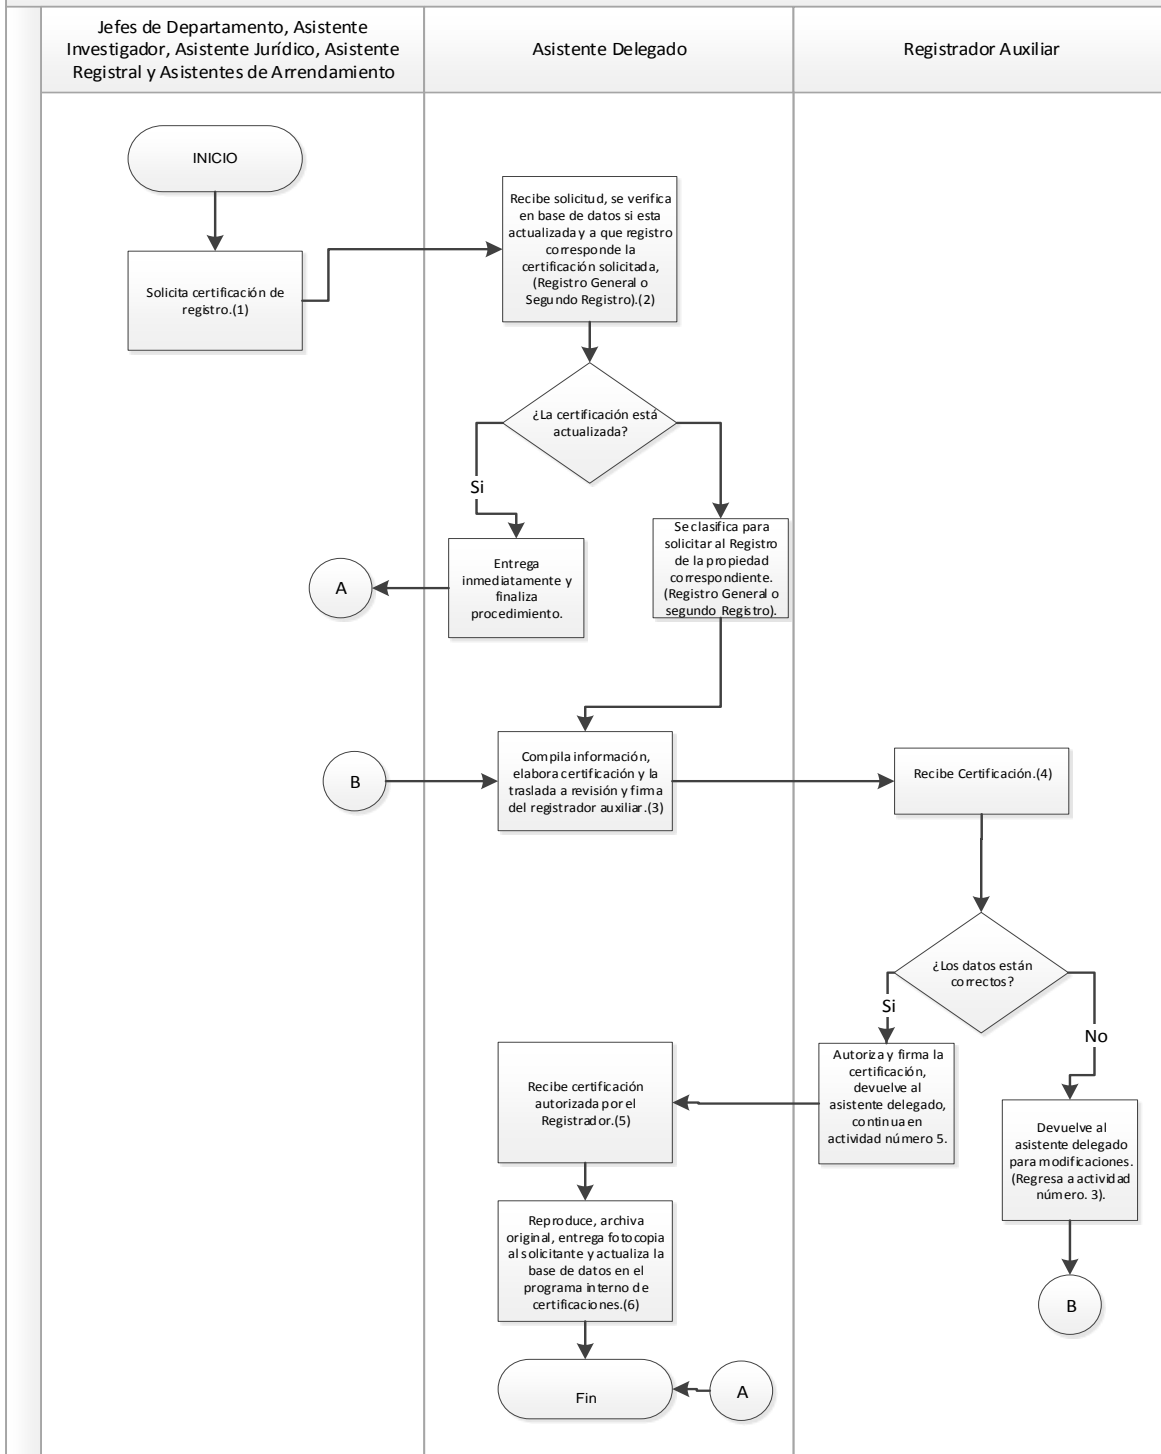 Jefes de Departamento, Asistente
Investigador, Asistente Jurídico, Asistente
Registral y Asistentes de Arrendamiento
Asistente Delegado
Registrador Auxiliar
INICIO
Solicita certificación de
registro.(1)
Recibe solicitud, se verifica
en base de datos si esta
actualizada y a que registro
corresponde la
certificación solicitada,
(Registro General o
Segundo Registro).(2)
¿La certificación está
actualizada?
Si
Entrega
inmediatamente y
finaliza
procedimiento.
A
Se clasifica para
solicitar al Registro
de la propiedad
correspondiente.
(Registro General o
segundo Registro).
B
Compila información,
elabora certificación y la
traslada a revisión y firma
del registrador auxiliar.(3)
Recibe Certificación.(4)
¿Los datos están
correctos?
Si
No
Autoriza y firma la
certificación,
devuelve al
asistente delegado,
continua en
actividad número 5.
Devuelve al
asistente delegado
para modificaciones.
(Regresa a actividad
número. 3).
B
Recibe certificación
autorizada por el
Registrador.(5)
Reproduce, archiva
original, entrega fotocopia
al solicitante y actualiza la
base de datos en el
programa interno de
certificaciones.(6)
Fin
A